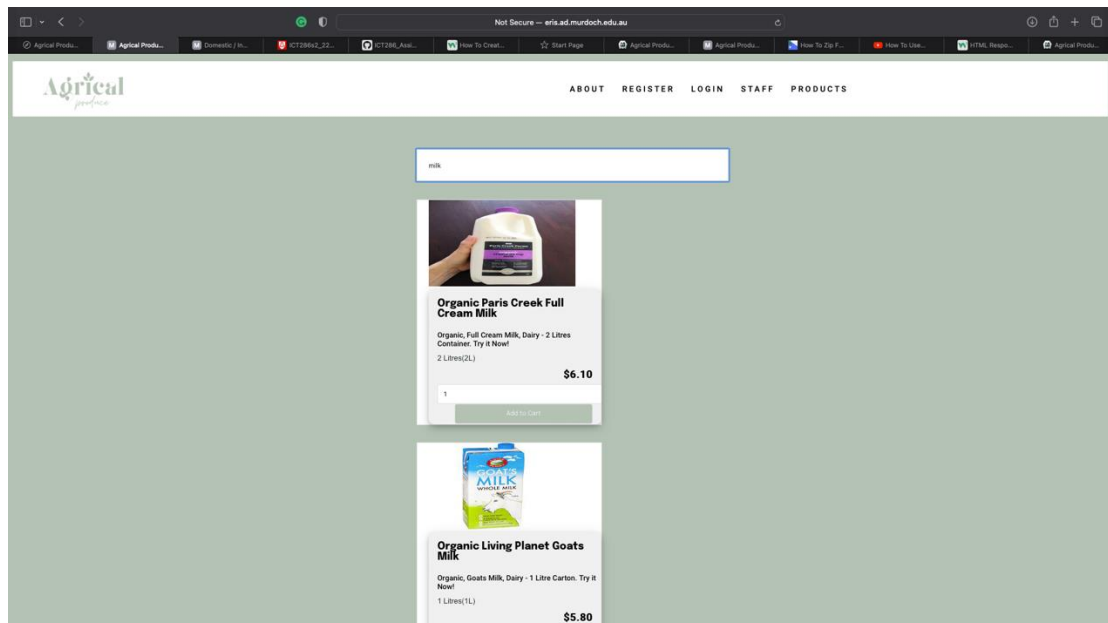 Not Secure — eris.ad.murdoch.edu.au
Agrical Produ...
Agrical Produ...
Domestic / In...
ICT286s2_22...
ICT286_Assi...
How To Creat...
Start Page
Agrical Produ...
Agrical Produ...
How To Zip F...
How To Use...
HTML Respo...
Agrical Produ...
Agrical
produce
ABOUT REGISTER LOGIN STAFF PRODUCTS
milk
Organic Paris Creek Full
Cream Milk
Organic, Full Cream Milk, Dairy - 2 Litres
Container. Try it Now!
2 Litres(2L)
$6.10
1
Add to Cart
GOAT'S
MILK
WHOLE MILK
Organic Living Planet Goats
Milk
Organic, Goats Milk, Dairy - 1 Litre Carton. Try it
Now!
1 Litres(1L)
$5.80